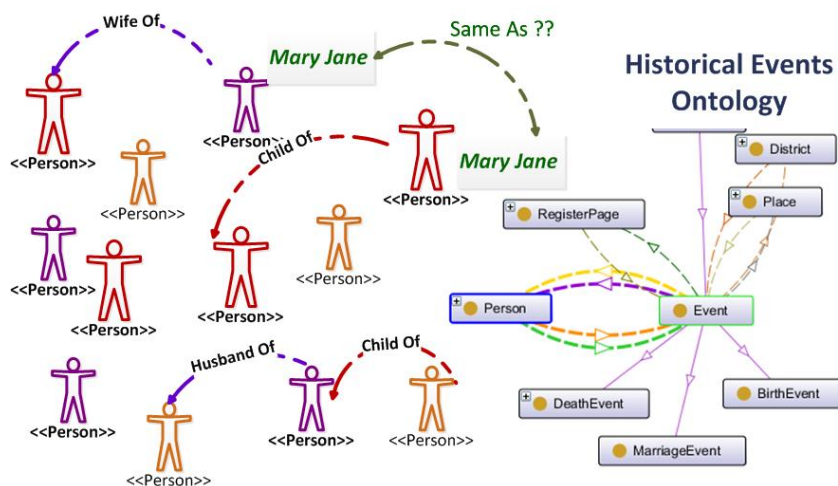 Wife Of
Mary Jane
Same As ??
Historical Events
Ontology
<<Person>>
<<Person>>
Child Of
<<Person>>
Mary Jane
<<Person>>
District
Place
RegisterPage
<<Person>>
<<Person>>
<<Person>>
<<Person>>
Person
Event
Husband Of
Child Of
<<Person>>
<<Person>>
<<Person>>
<<Person>>
DeathEvent
BirthEvent
MarriageEvent